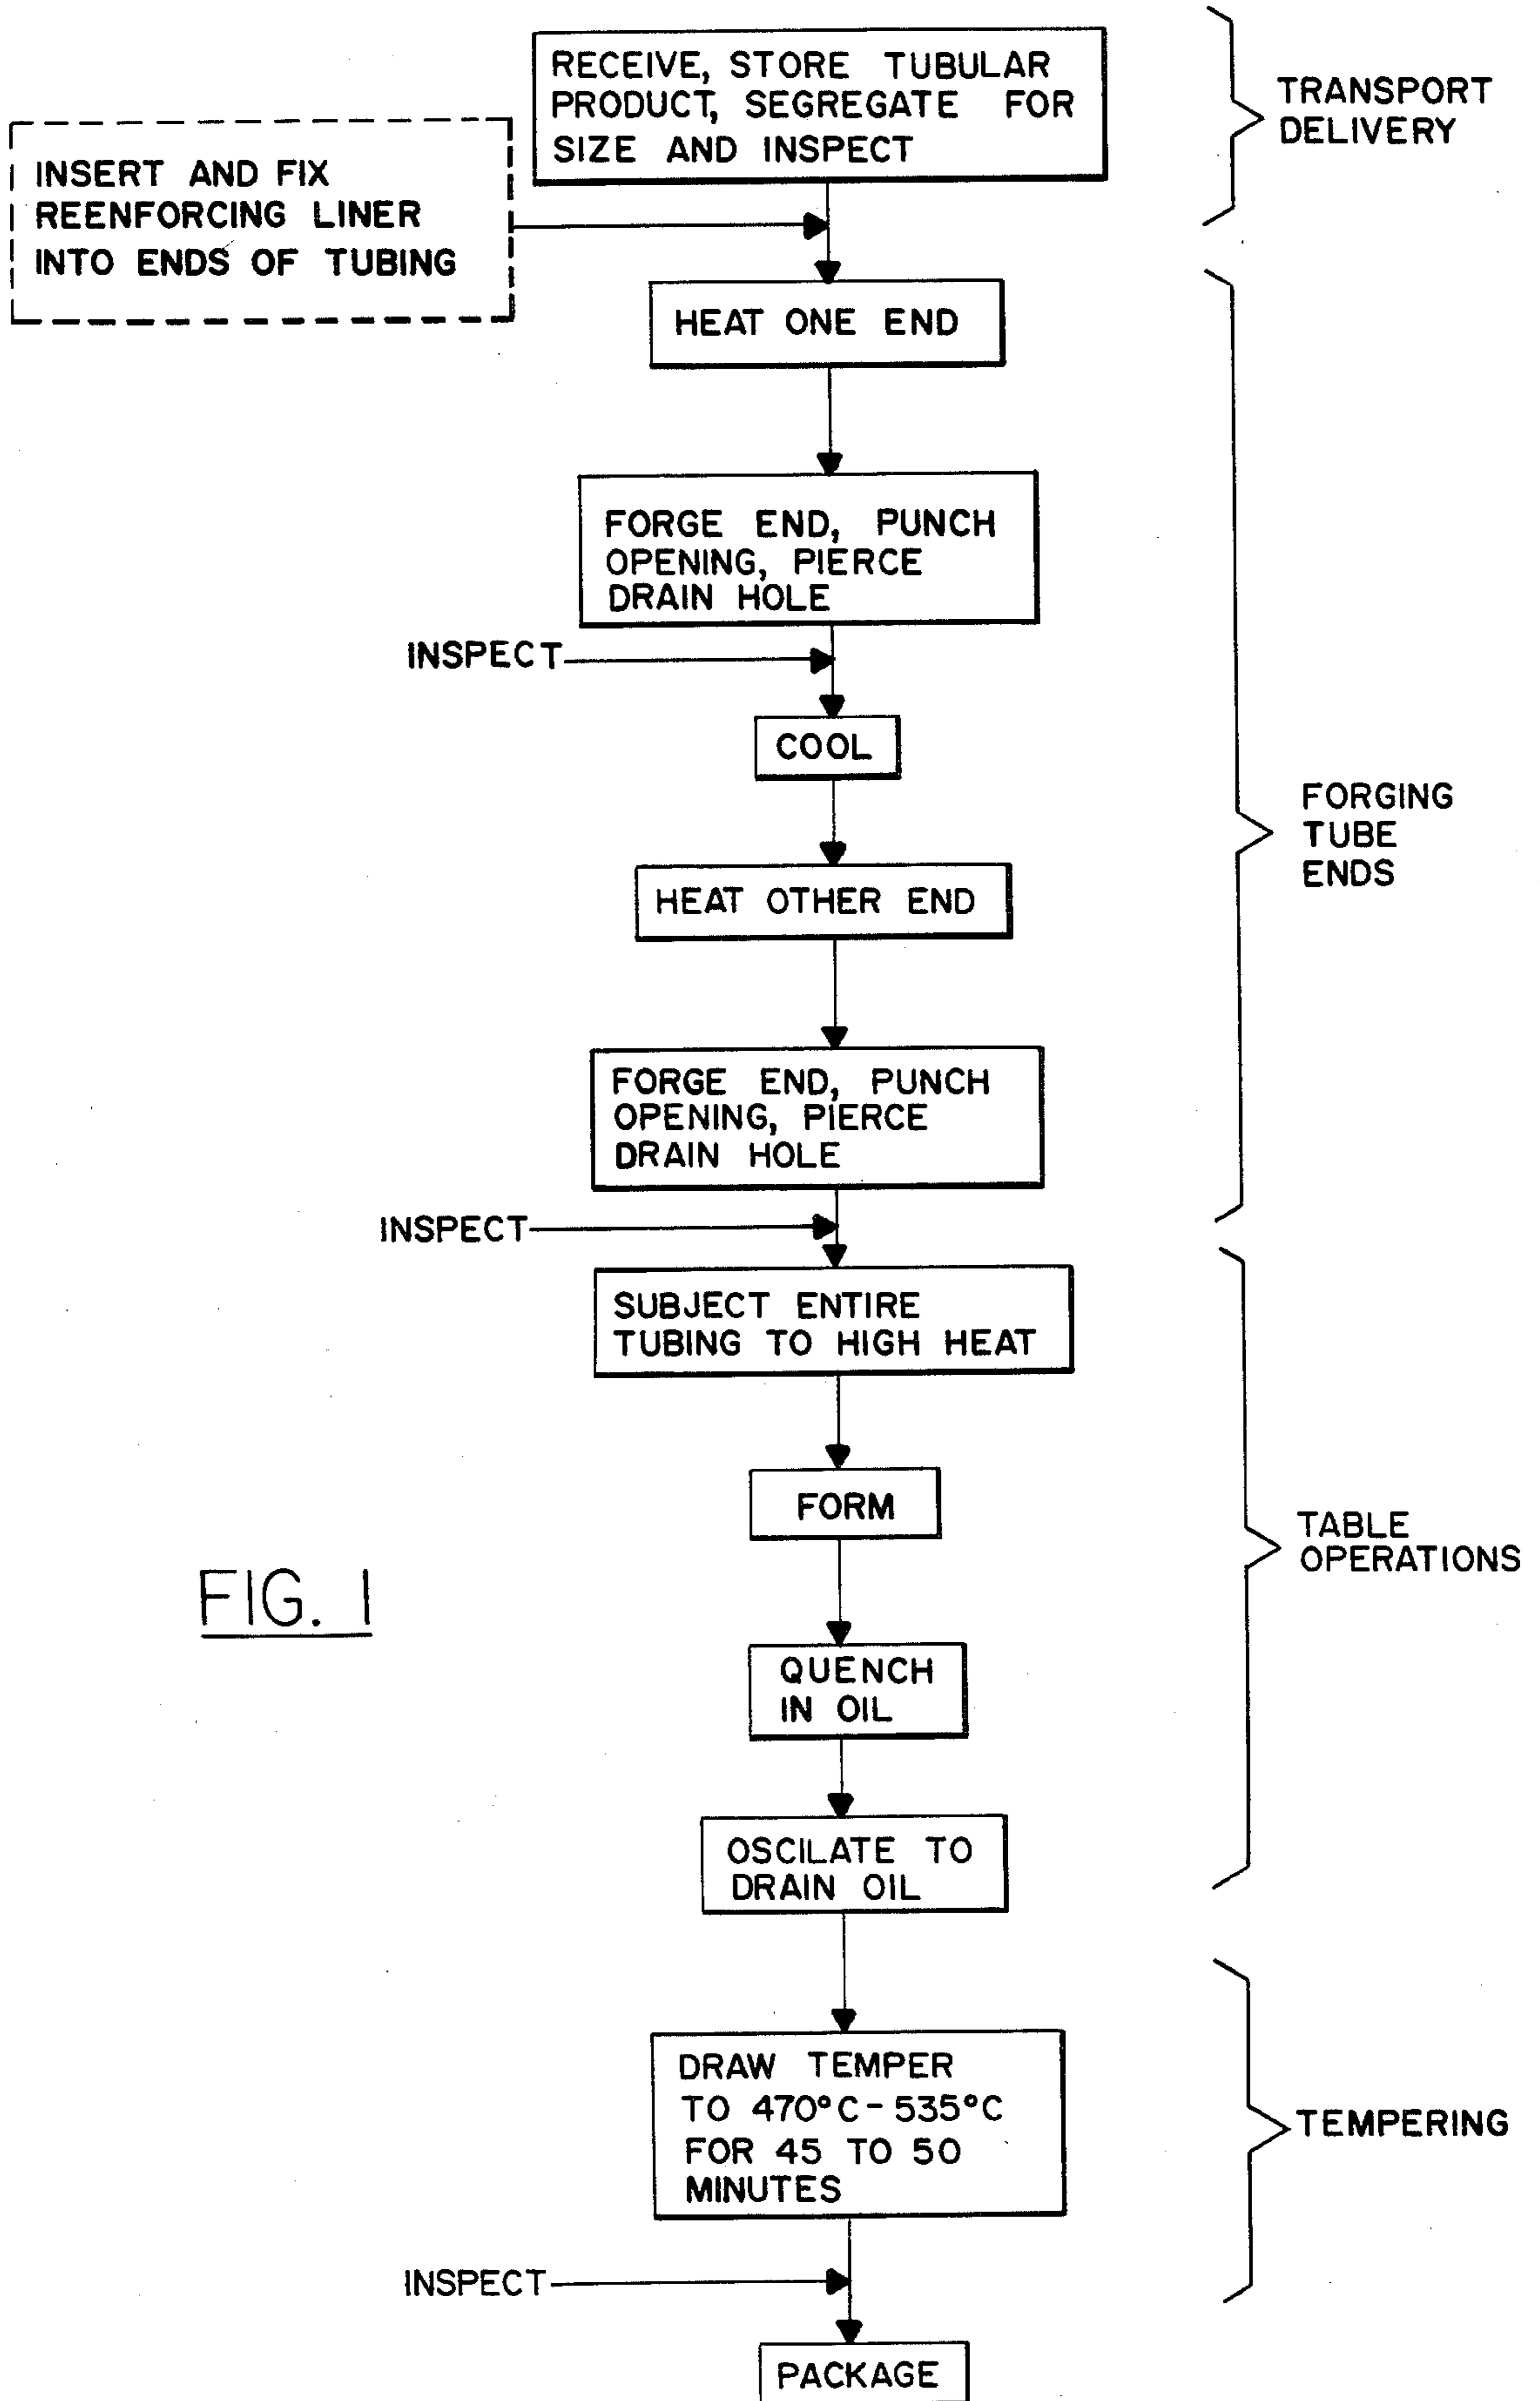 RECEIVE, STORE TUBULAR
PRODUCT, SEGREGATE FOR
SIZE AND INSPECT
TRANSPORT
DELIVERY
INSERT AND FIX
REENFORCING LINER
INTO ENDS OF TUBING
HEAT ONE END
FORGE END, PUNCH
OPENING, PIERCE
DRAIN HOLE
INSPECT
COOL
FORGING
TUBE
ENDS
HEAT OTHER END
FORGE END, PUNCH
OPENING, PIERCE
DRAIN HOLE
INSPECT
SUBJECT ENTIRE
TUBING TO HIGH HEAT
FORM
TABLE
OPERATIONS
FIG. 1
QUENCH
IN OIL
OSCILATE TO
DRAIN OIL
DRAW TEMPER
TO 470°C - 535°C
FOR 45 TO 50
MINUTES
TEMPERING
INSPECT
PACKAGE